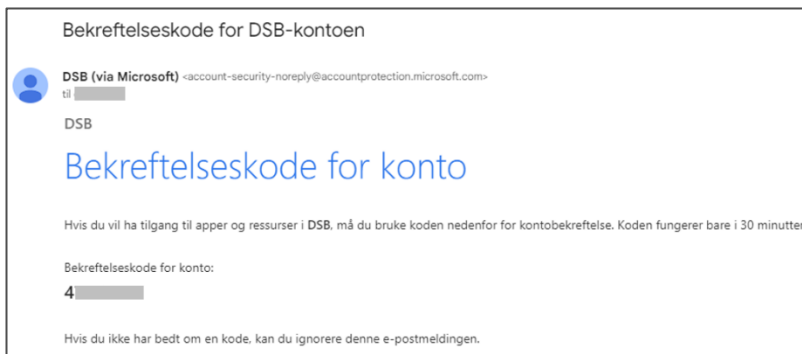 Bekreftelseskode for DSB-kontoen
DSB (via Microsoft) <account-security-noreply@accountprotection.microsoft.com>
til
DSB
Bekreftelseskode for konto
Hvis du vil ha tilgang til apper og ressurser i DSB, må du bruke koden nedenfor for kontobekreftelse. Koden fungerer bare i 30 minutter
Bekreftelseskode for konto:
4
Hvis du ikke har bedt om en kode, kan du ignorere denne e-postmeldingen.